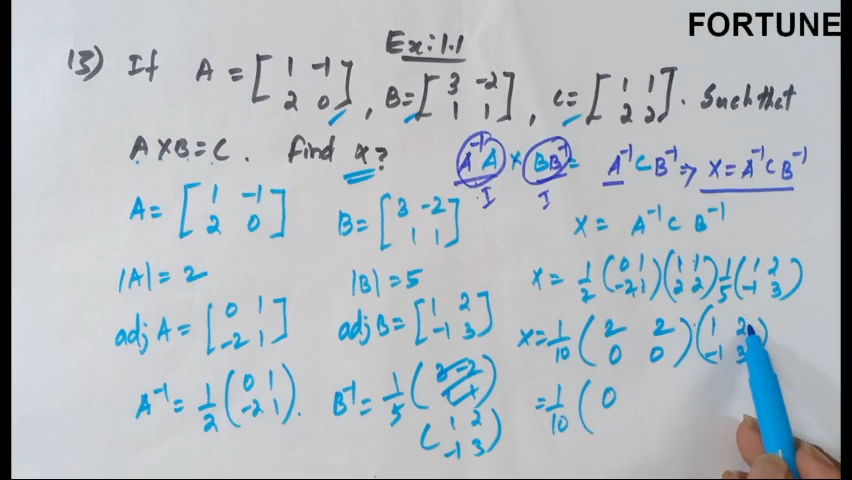 FORTUNE
Ex: 1.1
13) If A = [1 -1; 2 0], B = [3 -2; 1 1], C = [1 1; 2 2]. Such that
A X B = C. Find x?
A⁻¹A X BB⁻¹ = A⁻¹CB⁻¹ ⇒ X = A⁻¹CB⁻¹
I I
A = [1 -1; 2 0] B = [3 -2; 1 1] X = A⁻¹ C B⁻¹
|A| = 2 |B| = 5 X = 1/2 (0 1; -2 1)(1 1; 2 2) 1/5 (1 2; -1 3)
adj A = [0 1; -2 1] adj B = [1 2; -1 3] X = 1/10 (2 2; 0 0)(1 2; -1 3)
A⁻¹ = 1/2 (0 1; -2 1). B⁻¹ = 1/5 (1 2; -1 3) = 1/10 (0